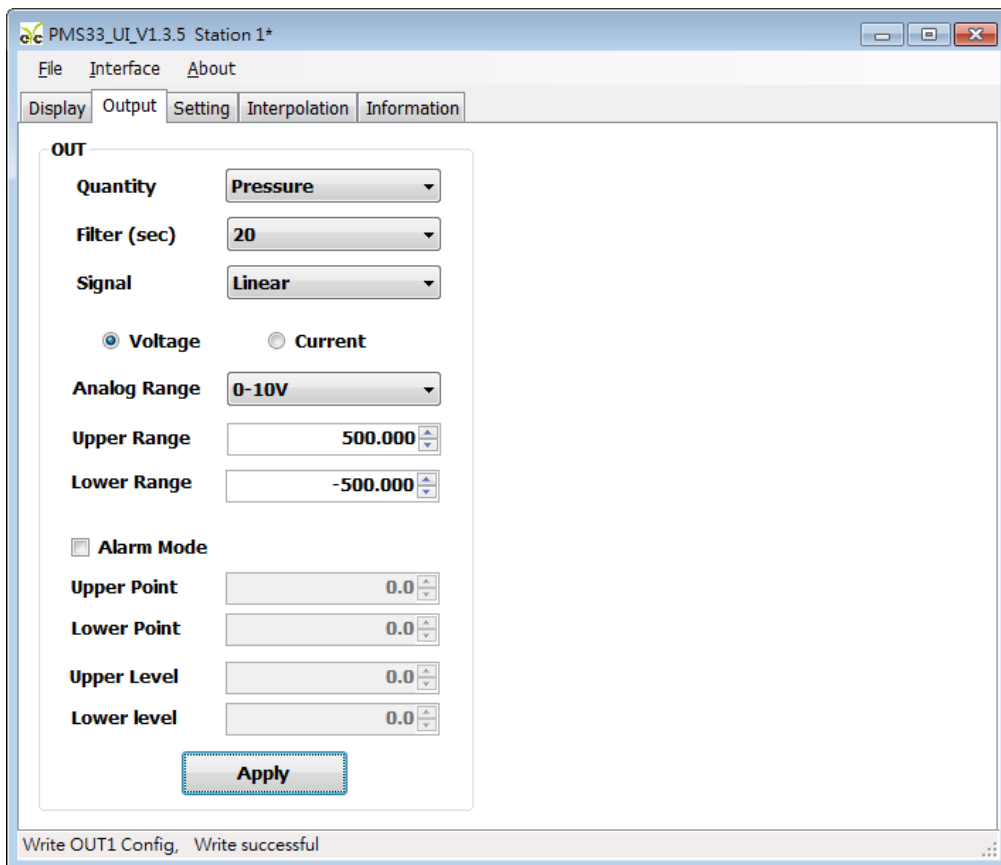 PMS33_UI_V1.3.5 Station 1*
File Interface About
Display Output Setting Interpolation Information
OUT
Quantity Pressure
Filter (sec) 20
Signal Linear
Voltage Current
Analog Range 0-10V
Upper Range 500.000
Lower Range -500.000
Alarm Mode
Upper Point 0.0
Lower Point 0.0
Upper Level 0.0
Lower level 0.0
Apply
Write OUT1 Config, Write successful